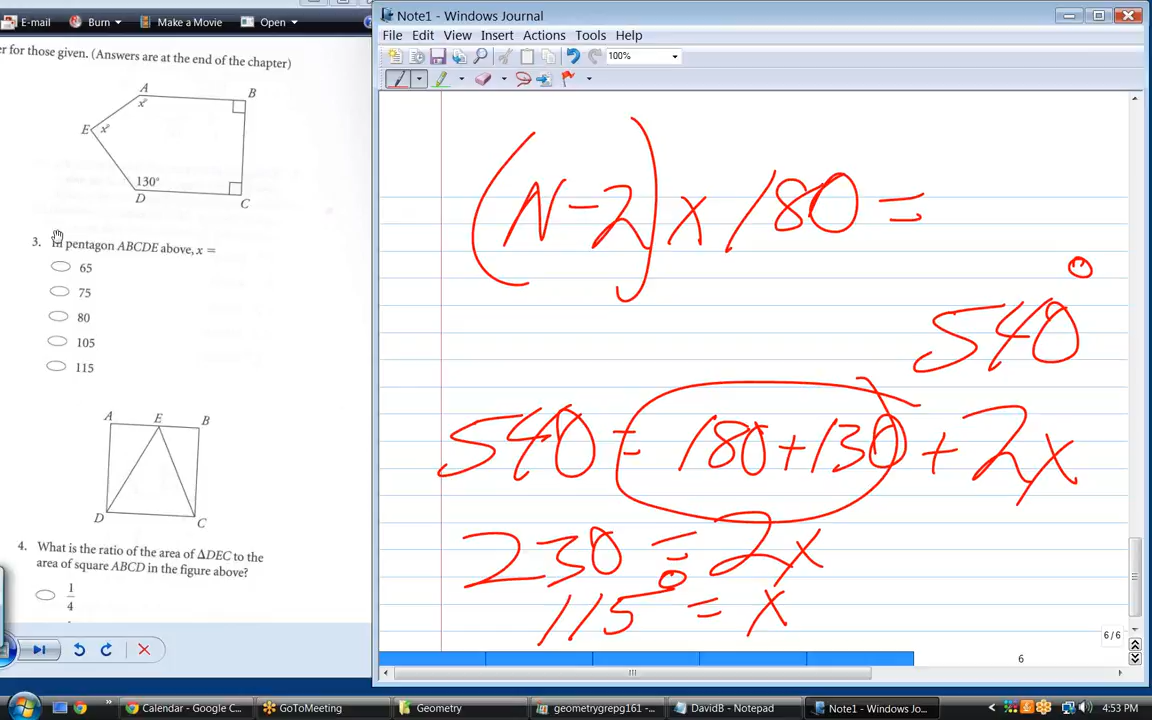 E-mail Burn Make a Movie Open
er for those given. (Answers are at the end of the chapter)
A
B
x°
E x°
130°
D
C
3. In pentagon ABCDE above, x =
65
75
80
105
115
A E B
D C
4. What is the ratio of the area of ΔDEC to the
area of square ABCD in the figure above?
1
4
Note1 - Windows Journal
File Edit View Insert Actions Tools Help
100%
(N-2) x 180 =
540°
540 = 180+130 + 2x
230 = 2x
115° = x
6/6
6
Calendar - Google C... GoToMeeting Geometry geometrygrepg161 - ... DavidB - Notepad Note1 - Windows Jo... 4:53 PM